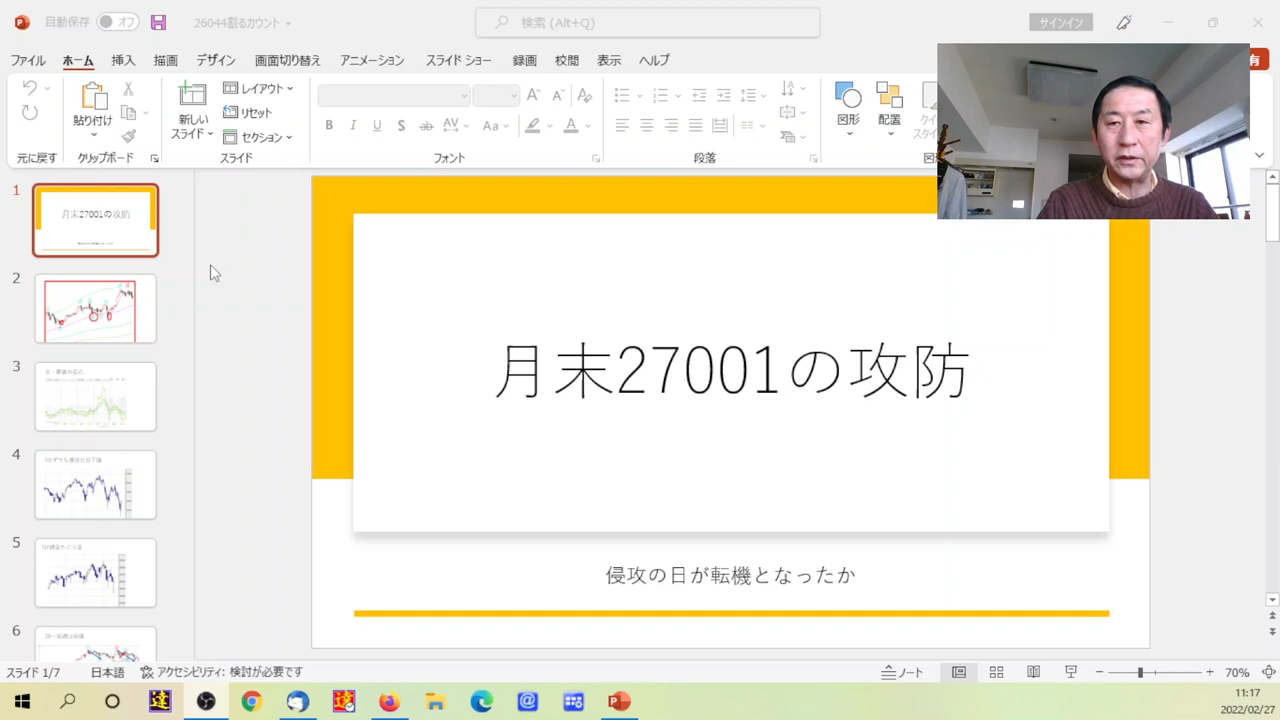 自動保存 オフ 26044割るカウント 検索 (Alt+Q) サインイン
ファイル ホーム 挿入 描画 デザイン 画面切り替え アニメーション スライド ショー 録画 校閲 表示 ヘルプ 有
貼り付け 新しい スライド レイアウト リセット セクション 図形 配置
元に戻す クリップボード スライド フォント 段落
1
月末27001の攻防
2
3
4
5
6
月末27001の攻防
侵攻の日が転機となったか
スライド 1/7 日本語 アクセシビリティ: 検討が必要です ノート 70%
達 達
11:17
2022/02/27